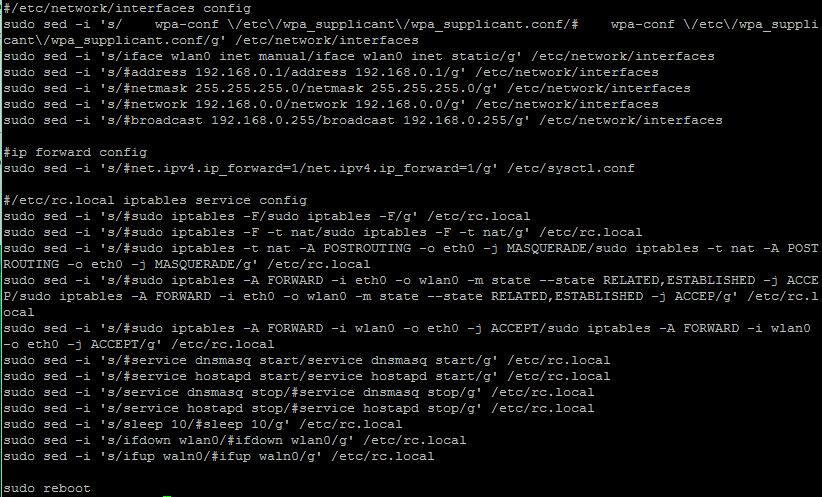 #/etc/network/interfaces config
sudo sed -i 's/    wpa-conf \/etc\/wpa_supplicant\/wpa_supplicant.conf/#    wpa-conf \/etc\/wpa_suppli
cant\/wpa_supplicant.conf/g' /etc/network/interfaces
sudo sed -i 's/iface wlan0 inet manual/iface wlan0 inet static/g' /etc/network/interfaces
sudo sed -i 's/#address 192.168.0.1/address 192.168.0.1/g' /etc/network/interfaces
sudo sed -i 's/#netmask 255.255.255.0/netmask 255.255.255.0/g' /etc/network/interfaces
sudo sed -i 's/#network 192.168.0.0/network 192.168.0.0/g' /etc/network/interfaces
sudo sed -i 's/#broadcast 192.168.0.255/broadcast 192.168.0.255/g' /etc/network/interfaces
#ip forward config
sudo sed -i 's/#net.ipv4.ip_forward=1/net.ipv4.ip_forward=1/g' /etc/sysctl.conf
#/etc/rc.local iptables service config
sudo sed -i 's/#sudo iptables -F/sudo iptables -F/g' /etc/rc.local
sudo sed -i 's/#sudo iptables -F -t nat/sudo iptables -F -t nat/g' /etc/rc.local
sudo sed -i 's/#sudo iptables -t nat -A POSTROUTING -o eth0 -j MASQUERADE/sudo iptables -t nat -A POST
ROUTING -o eth0 -j MASQUERADE/g' /etc/rc.local
sudo sed -i 's/#sudo iptables -A FORWARD -i eth0 -o wlan0 -m state --state RELATED,ESTABLISHED -j ACCE
P/sudo iptables -A FORWARD -i eth0 -o wlan0 -m state --state RELATED,ESTABLISHED -j ACCEP/g' /etc/rc.l
ocal
sudo sed -i 's/#sudo iptables -A FORWARD -i wlan0 -o eth0 -j ACCEPT/sudo iptables -A FORWARD -i wlan0
-o eth0 -j ACCEPT/g' /etc/rc.local
sudo sed -i 's/#service dnsmasq start/service dnsmasq start/g' /etc/rc.local
sudo sed -i 's/#service hostapd start/service hostapd start/g' /etc/rc.local
sudo sed -i 's/service dnsmasq stop/#service dnsmasq stop/g' /etc/rc.local
sudo sed -i 's/service hostapd stop/#service hostapd stop/g' /etc/rc.local
sudo sed -i 's/sleep 10/#sleep 10/g' /etc/rc.local
sudo sed -i 's/ifdown wlan0/#ifdown wlan0/g' /etc/rc.local
sudo sed -i 's/ifup waln0/#ifup waln0/g' /etc/rc.local
sudo reboot